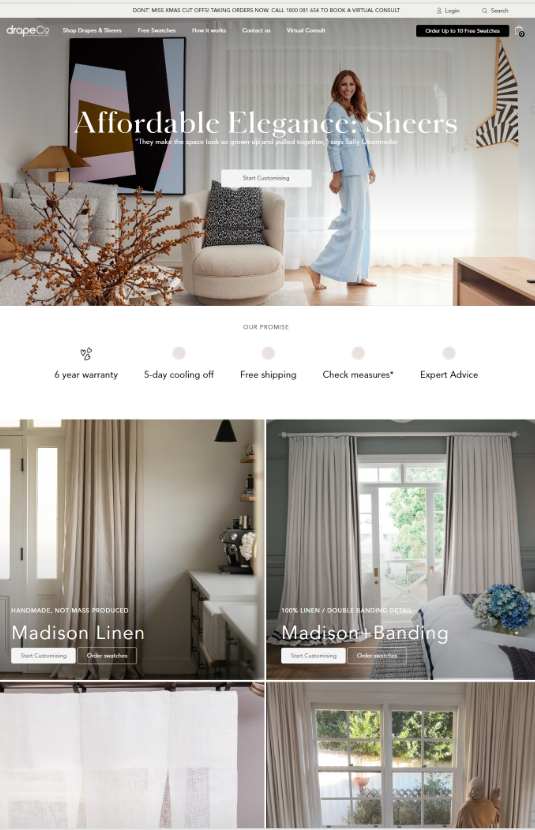 DONT' MISS XMAS CUT OFFS! TAKING ORDERS NOW. CALL 1800 081 654 TO BOOK A VIRTUAL CONSULT
Login
Search
drapeCo
Shop Drapes & Sheers
Free Swatches
How it works
Contact us
Virtual Consult
Order Up to 10 Free Swatches
0
Affordable Elegance: Sheers
"They make the space look so grown up and pulled together," says Sally Obermeder
Start Customising
OUR PROMISE
6 year warranty
5-day cooling off
Free shipping
Check measures*
Expert Advice
HANDMADE, NOT MASS PRODUCED
Madison Linen
Start Customising
Order swatches
100% LINEN / DOUBLE BANDING DETAIL
Madison+Banding
Start Customising
Order swatches